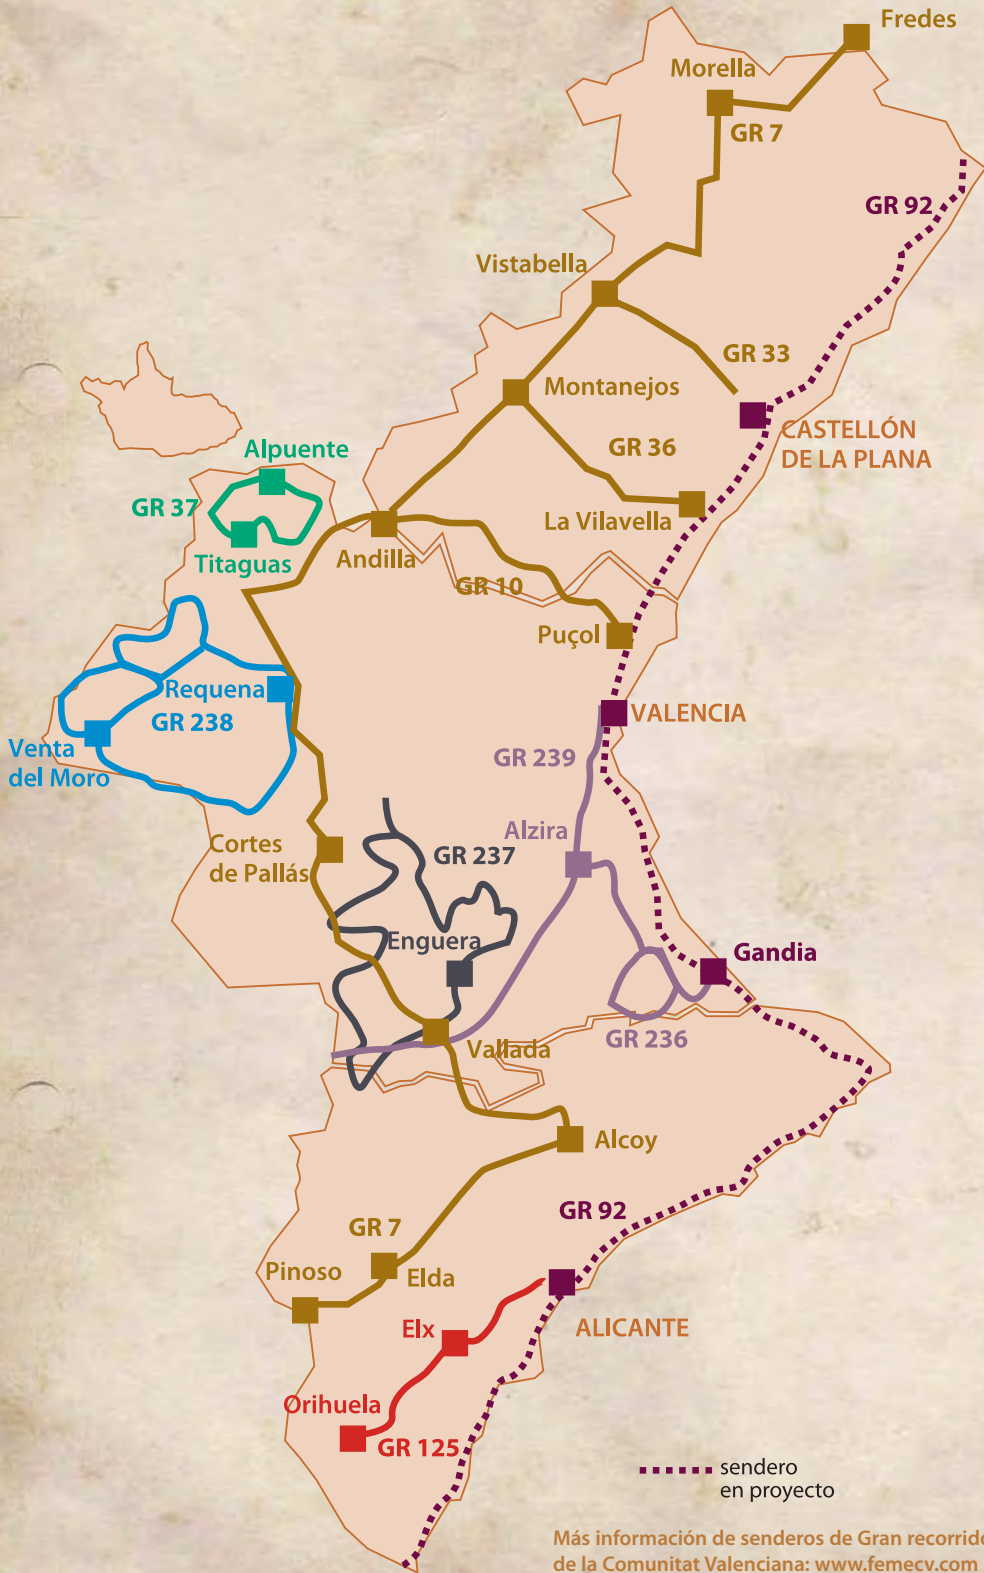 Fredes
Morella
GR 7
GR 92
Vistabella
GR 33
Montanejos
CASTELLÓN
DE LA PLANA
GR 36
Alpuente
GR 37
La Vilavella
Titaguas
Andilla
GR 10
Puçol
Requena
VALENCIA
GR 238
Venta
del Moro
GR 239
Alzira
Cortes
de Pallás
GR 237
Enguera
Gandia
GR 236
Vallada
Alcoy
GR 92
GR 7
Pinoso
Elda
Elx
ALICANTE
Orihuela
GR 125
sendero
en proyecto
Más información de senderos de Gran recorrido
de la Comunitat Valenciana: www.femecv.com